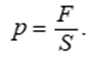 p = F/S.